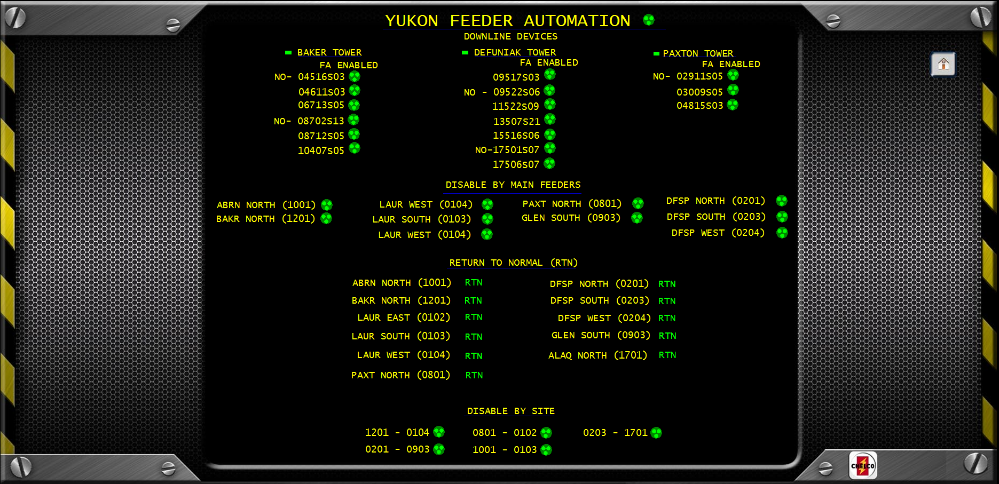 YUKON FEEDER AUTOMATION
DOWNLINE DEVICES
BAKER TOWER
FA ENABLED
NO- 04516S03
04611S03
06713S05
NO- 08702S13
08712S05
10407S05
DEFUNIAK TOWER
FA ENABLED
09517S03
NO - 09522S06
11522S09
13507S21
15516S06
NO-17501S07
17506S07
PAXTON TOWER
FA ENABLED
NO- 02911S05
03009S05
04815S03
DISABLE BY MAIN FEEDERS
ABRN NORTH (1001)
BAKR NORTH (1201)
LAUR WEST (0104)
LAUR SOUTH (0103)
LAUR WEST (0104)
PAXT NORTH (0801)
GLEN SOUTH (0903)
DFSP NORTH (0201)
DFSP SOUTH (0203)
DFSP WEST (0204)
RETURN TO NORMAL (RTN)
ABRN NORTH (1001) RTN
BAKR NORTH (1201) RTN
LAUR EAST (0102) RTN
LAUR SOUTH (0103) RTN
LAUR WEST (0104) RTN
PAXT NORTH (0801) RTN
DFSP NORTH (0201) RTN
DFSP SOUTH (0203) RTN
DFSP WEST (0204) RTN
GLEN SOUTH (0903) RTN
ALAQ NORTH (1701) RTN
DISABLE BY SITE
1201 - 0104
0201 - 0903
0801 - 0102
1001 - 0103
0203 - 1701
CHELCO